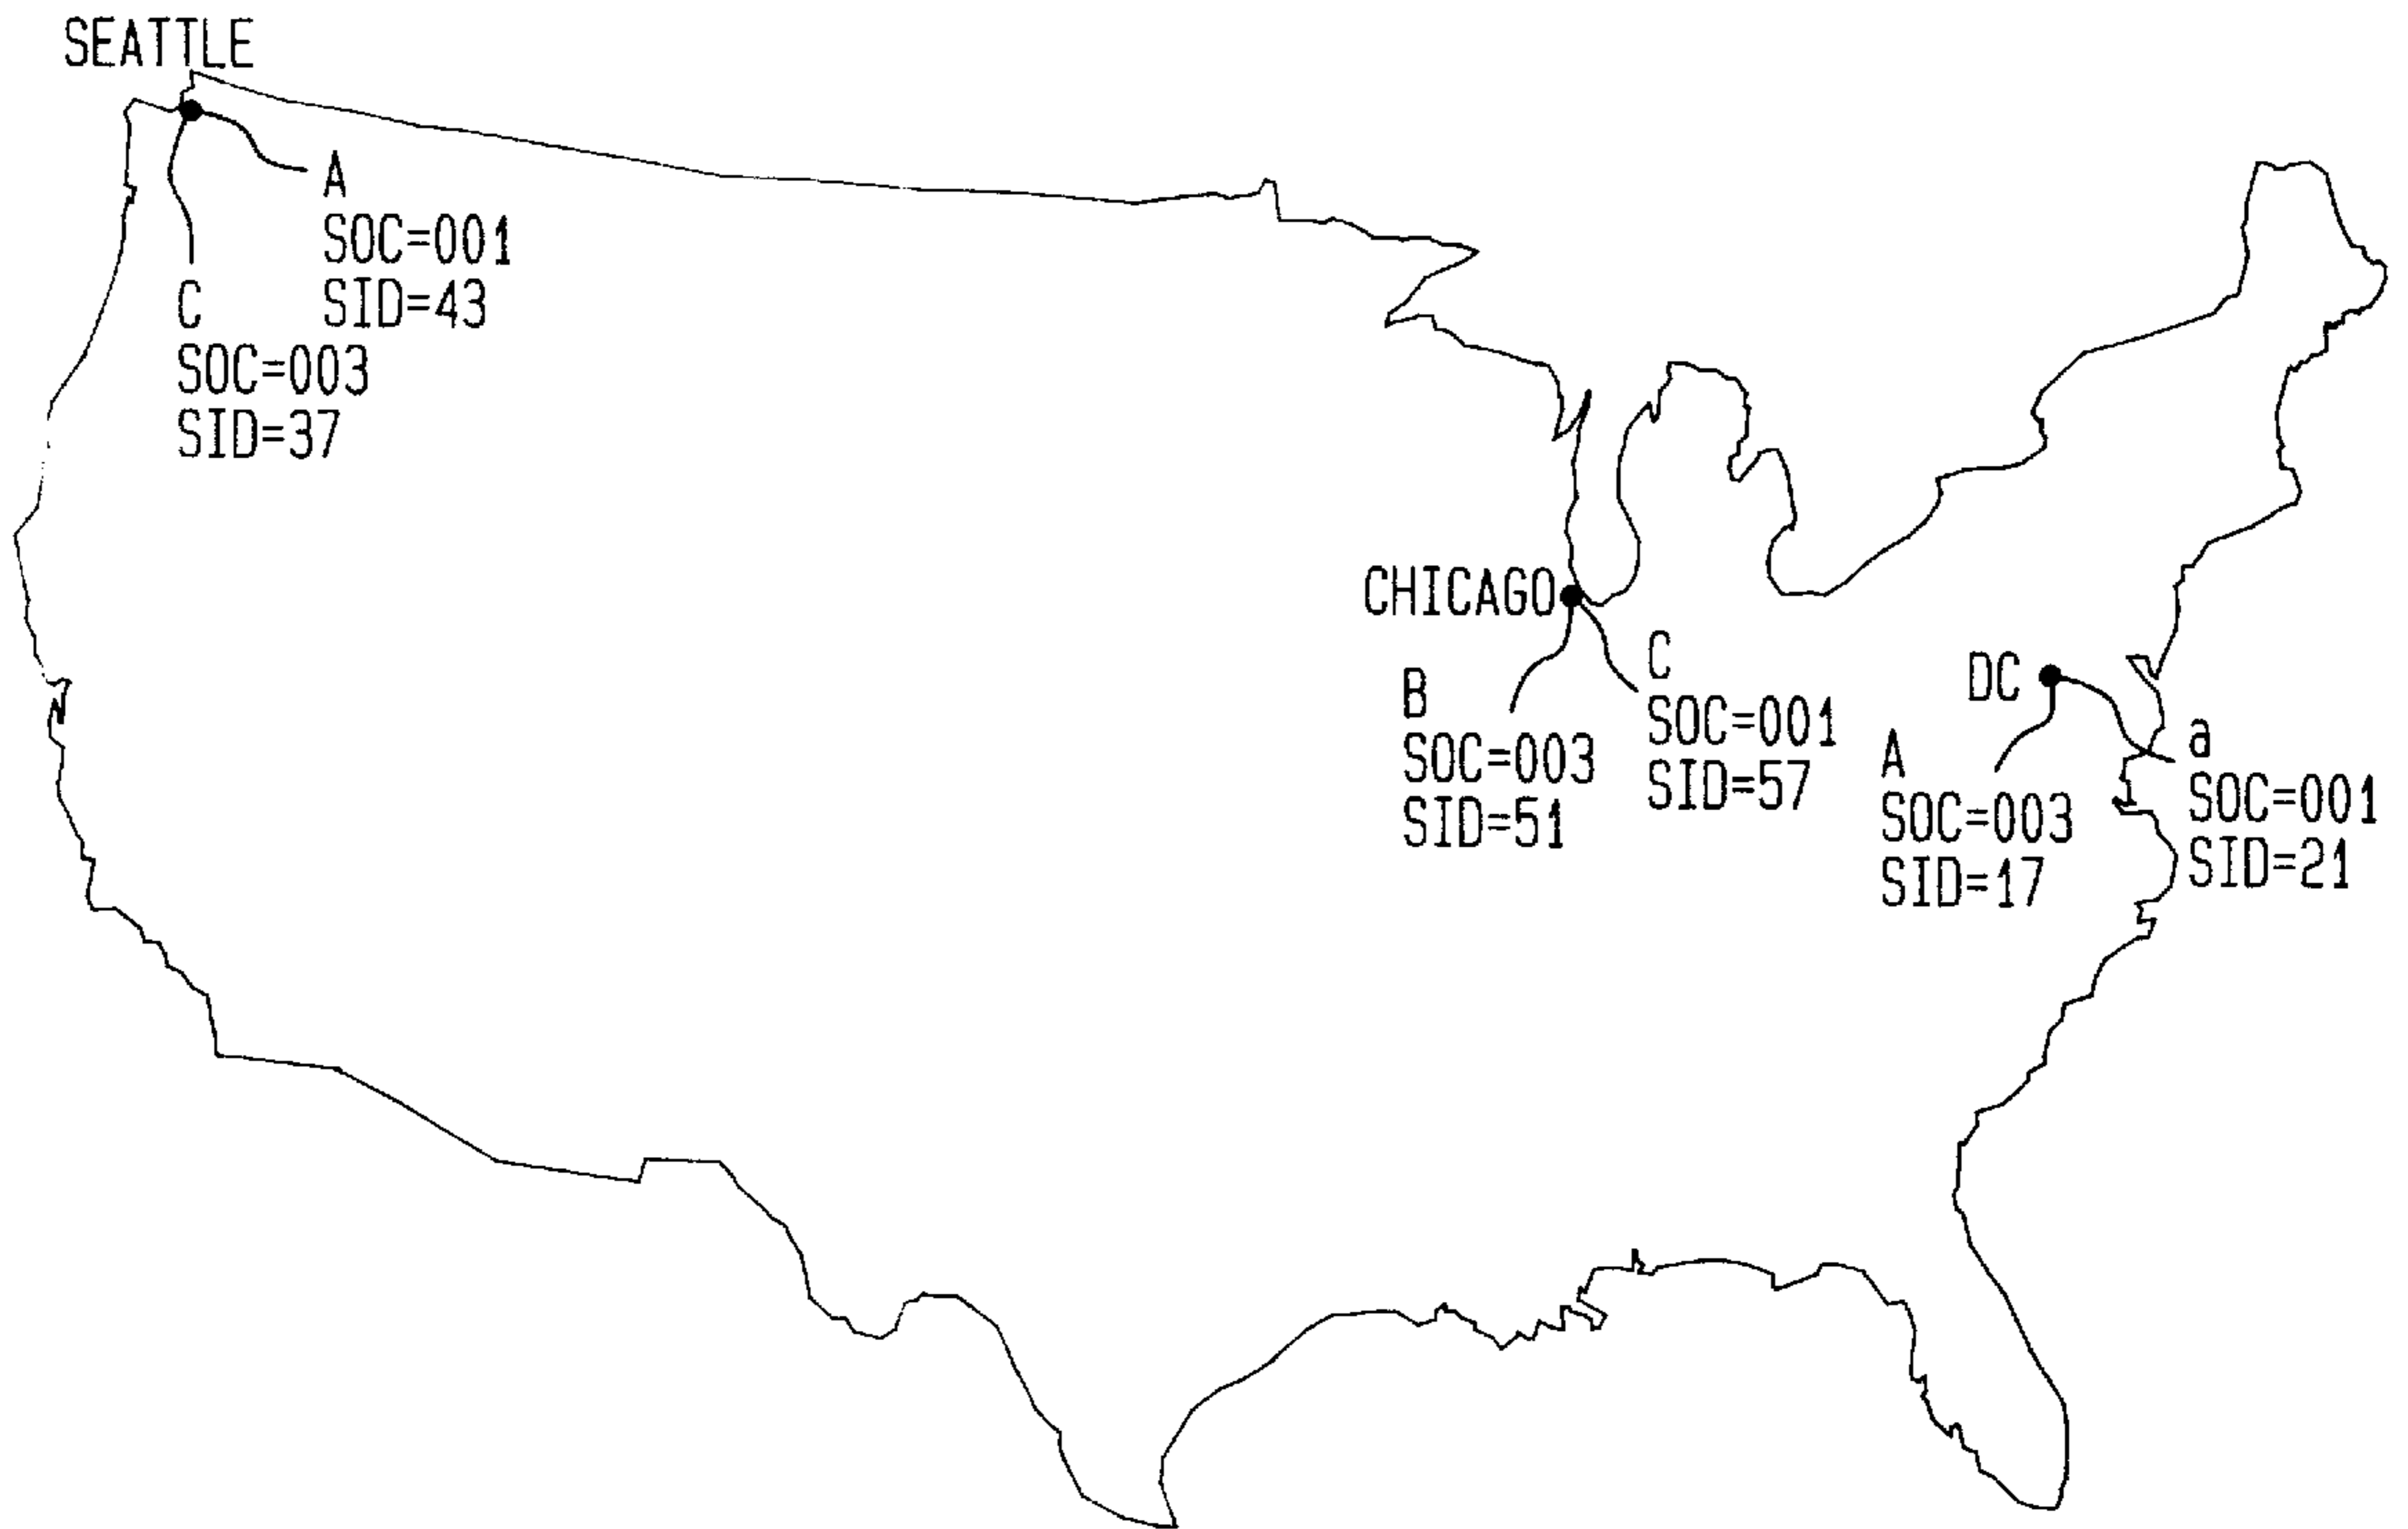 SEATTLE
A
SOC=001
SID=43
C
SOC=003
SID=37
CHICAGO
B
SOC=003
SID=51
C
SOC=001
SID=57
DC
A
SOC=003
SID=17
a
SOC=001
SID=21